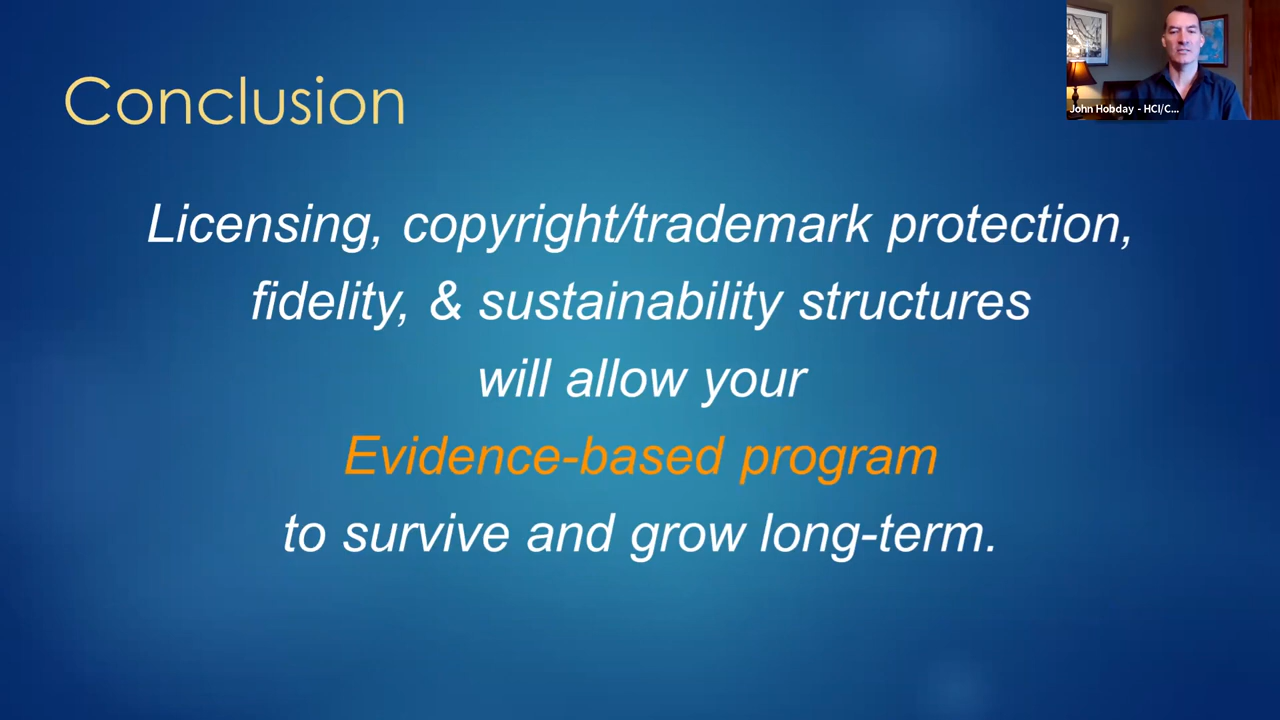 Conclusion
John Hobday - HCI/C...
Licensing, copyright/trademark protection,
fidelity, & sustainability structures
will allow your
Evidence-based program
to survive and grow long-term.